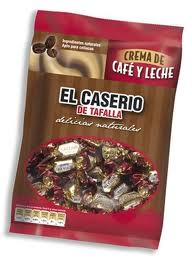 Ingredientes naturales
Apto para celíacos
CREMA DE
CAFÉ Y LECHE
EL CASERIO
DE TAFALLA
delicias naturales